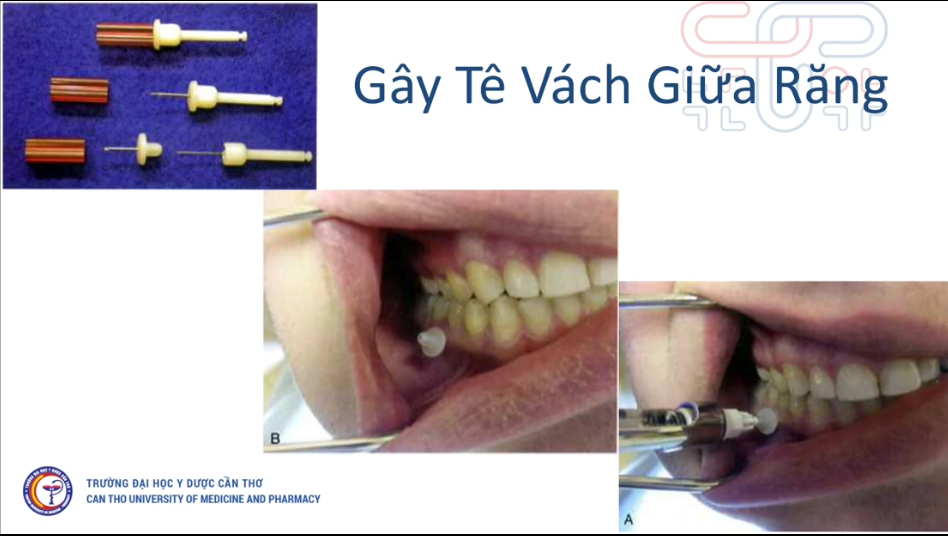 Gây Tê Vách Giữa Răng
B
A
TRƯỜNG ĐẠI HỌC Y DƯỢC CẦN THƠ
CAN THO UNIVERSITY OF MEDICINE AND PHARMACY